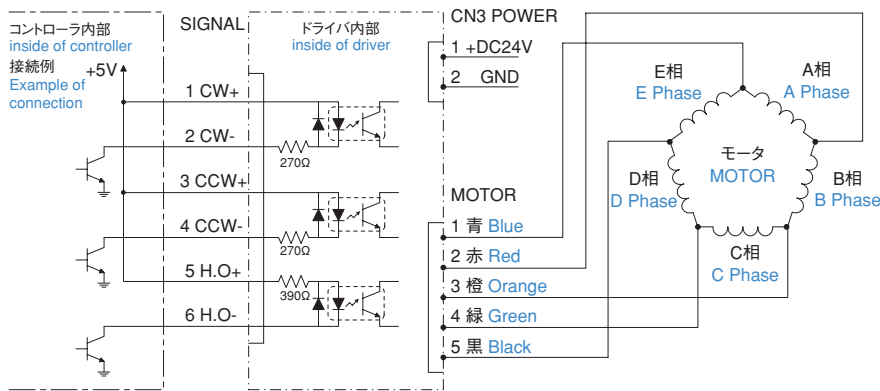 コントローラ内部
inside of controller
接続例
Example of
connection
+5V
SIGNAL
1 CW+
2 CW-
3 CCW+
4 CCW-
5 H.O+
6 H.O-
ドライバ内部
inside of driver
270Ω
270Ω
390Ω
CN3 POWER
1 +DC24V
2 GND
MOTOR
1 青 Blue
2 赤 Red
3 橙 Orange
4 緑 Green
5 黒 Black
E相
E Phase
A相
A Phase
モータ
MOTOR
D相
D Phase
B相
B Phase
C相
C Phase